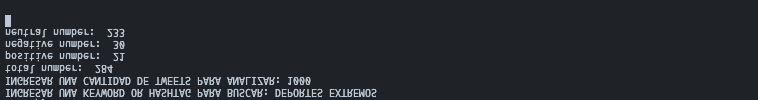 INGRESAR UNA KEYWORD OR HASHTAG PARA BUSCAR: DEPORTES EXTREMOS
INGRESAR UNA CANTIDAD DE TWEETS PARA ANALIZAR: 1000
total number:  284
positive number:  21
negative number:  30
neutral number:  233